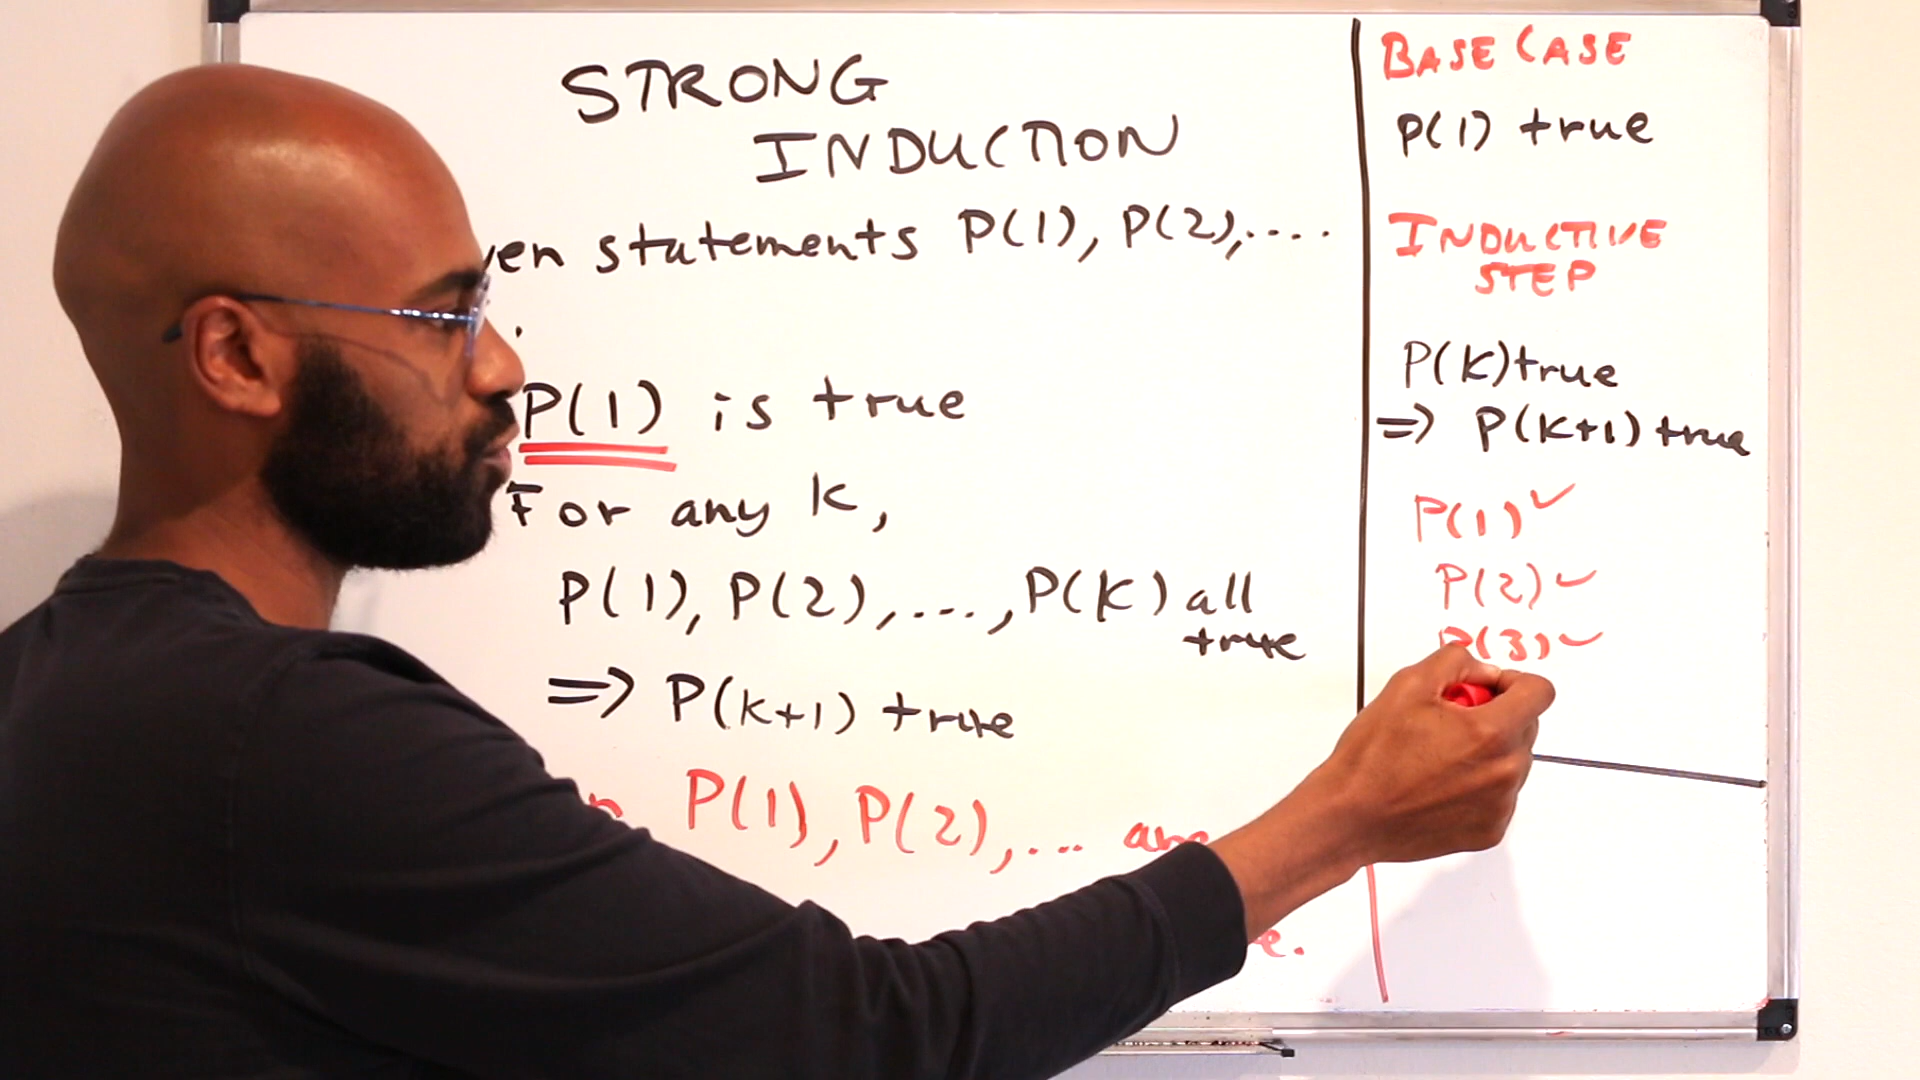 STRONG
INDUCTION
statements P(1), P(2),....
P(1) is true
For any K,
P(1), P(2), ..., P(K) all
true
=> P(K+1) true
P(1), P(2), ...
BASE CASE
P(1) true
INDUCTIVE
STEP
P(K) true
=> P(K+1) true
P(1) ✓
P(2) ✓
P(3) ✓